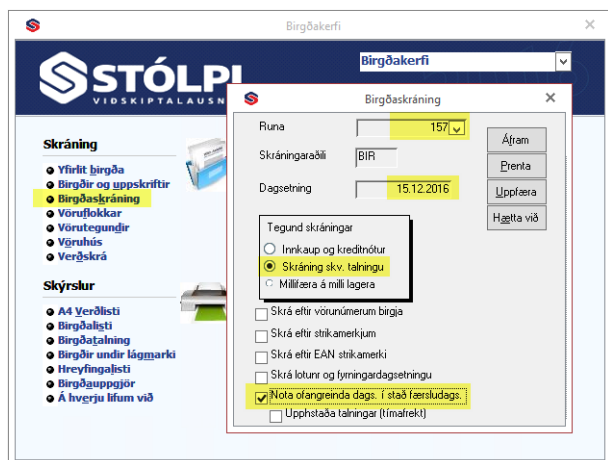 Birgðakerfi
STÓLPI
VIÐSKIPTALAUSN
Birgðakerfi
Skráning
Yfirlit birgða
Birgðir og uppskriftir
Birgðaskráning
Vöruflokkar
Vörutegundir
Vöruhús
Verðskrá
Skýrslur
A4 Verðlisti
Birgðalisti
Birgðatalning
Birgðir undir lágmarki
Hreyfingalisti
Birgðauppgjör
Á hverju lifum við
Birgðaskráning
Runa 157
Skráningaraðili BIR
Dagsetning 15.12.2016
Áfram
Prenta
Uppfæra
Hætta við
Tegund skráningar
Innkaup og kreditnótur
Skráning skv. talningu
Millifæra á milli lagera
Skrá eftir vörunúmerum birgja
Skrá eftir strikamerkjum
Skrá eftir EAN strikamerki
Skrá lotunr og fyrningardagsetningu
Nota ofangreinda dags. í stað færsludags.
Upphstaða talningar (tímafrekt)